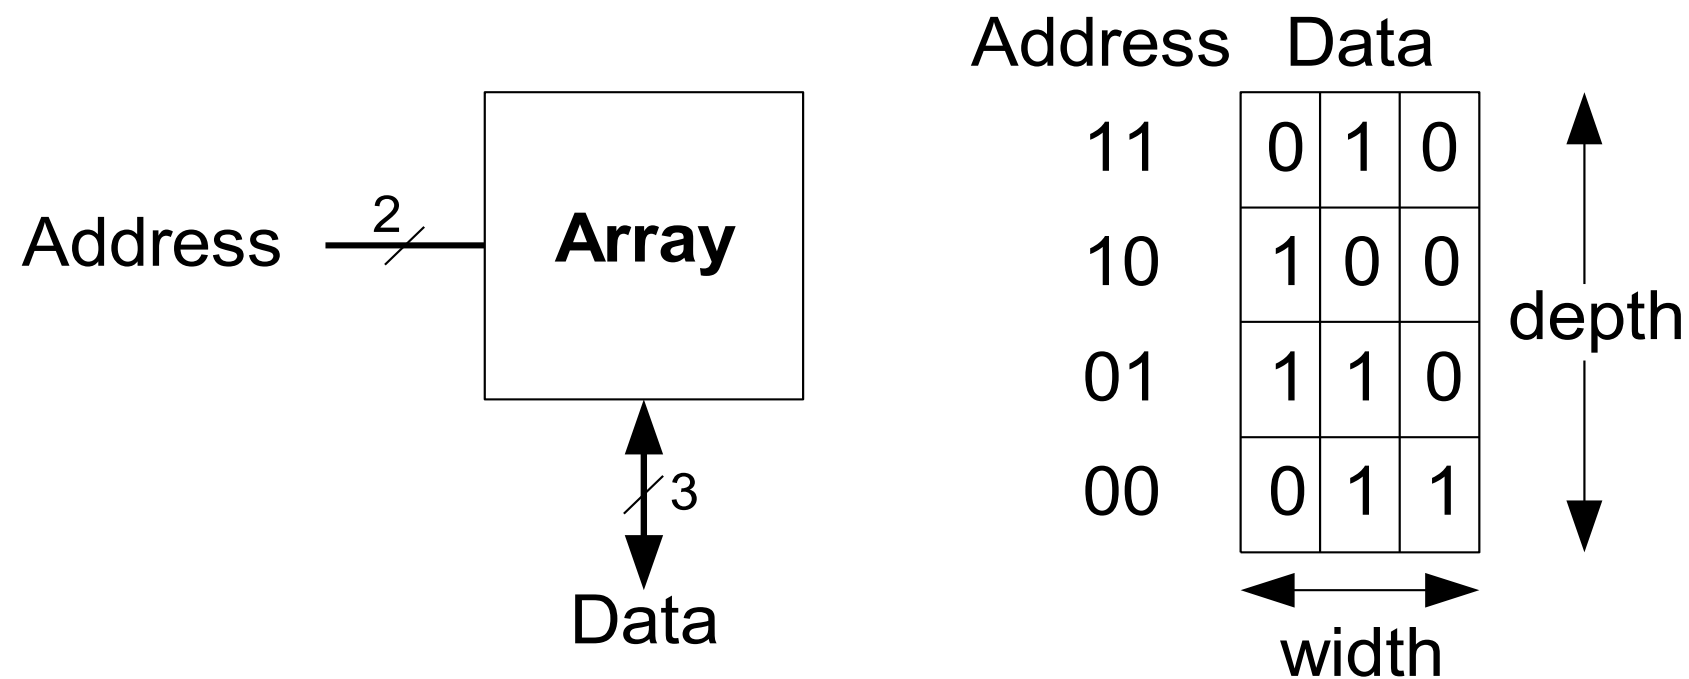 Address 2 Array
3
Data
Address Data
11 0 1 0
10 1 0 0
01 1 1 0
00 0 1 1
depth
width